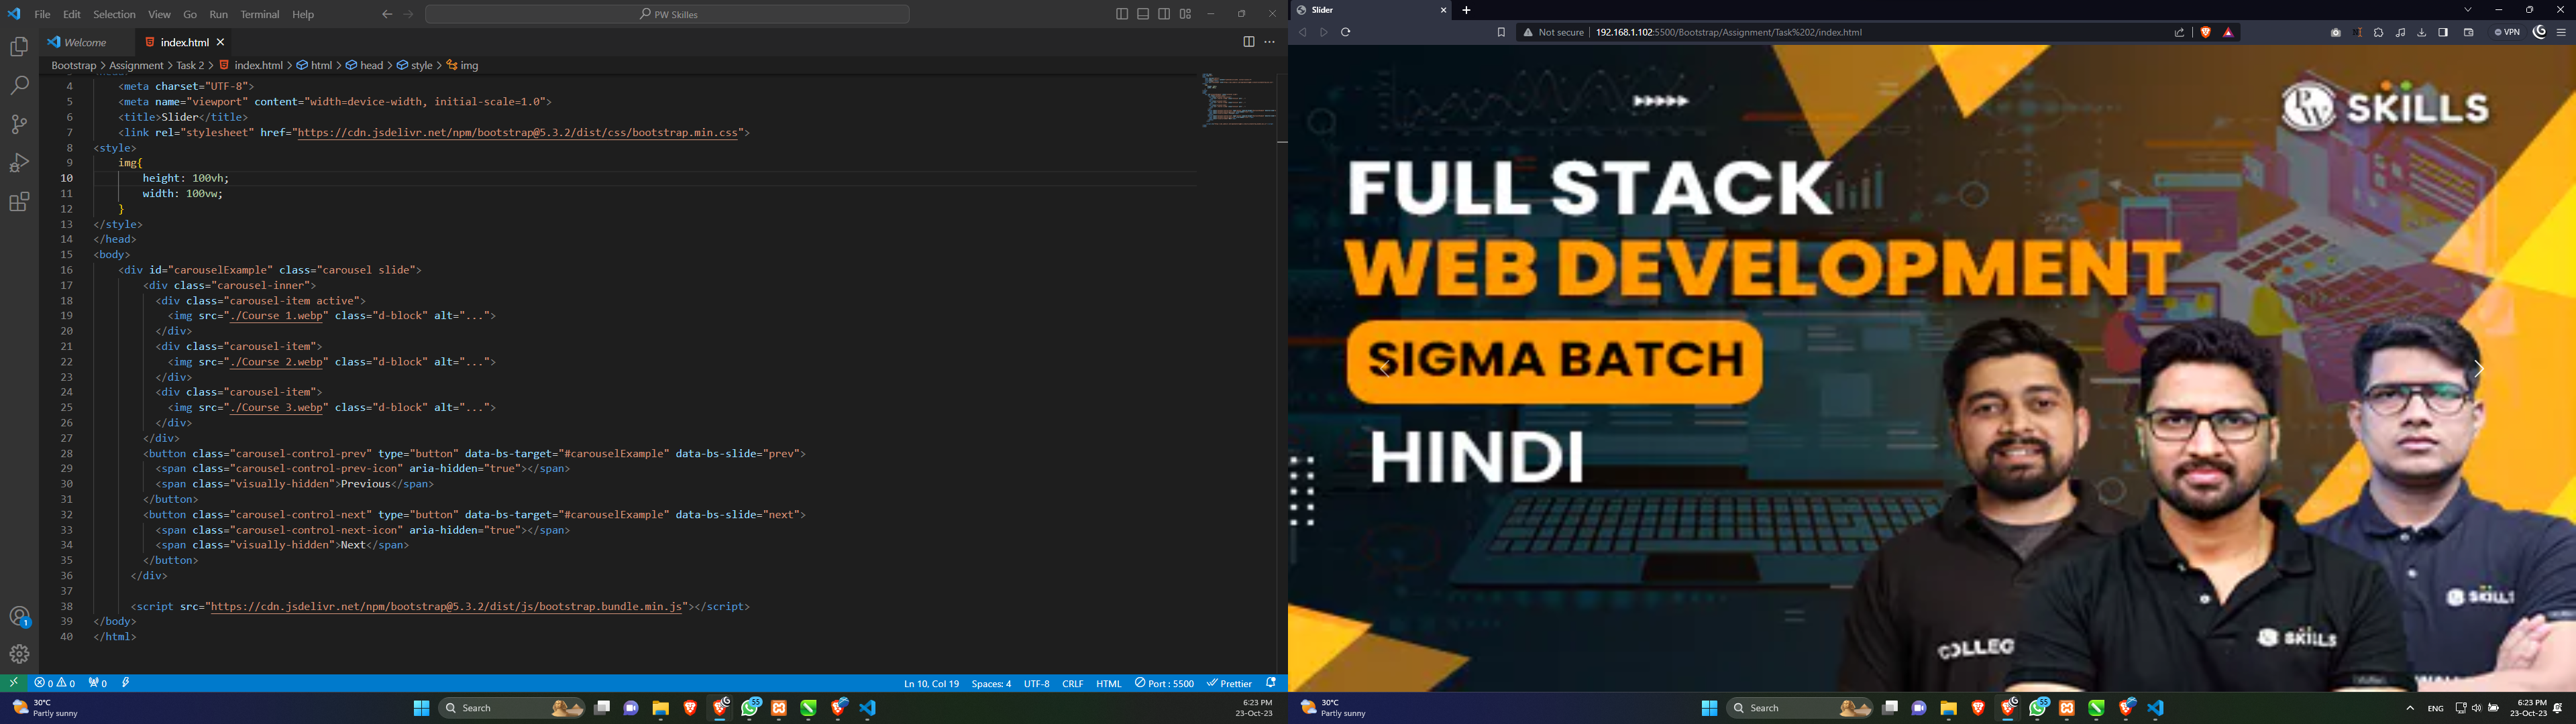 File Edit Selection View Go Run Terminal Help
PW Skilles
Welcome
index.html
Bootstrap > Assignment > Task 2 > index.html > html > head > style > img
4 <meta charset="UTF-8">
5 <meta name="viewport" content="width=device-width, initial-scale=1.0">
6 <title>Slider</title>
7 <link rel="stylesheet" href="https://cdn.jsdelivr.net/npm/bootstrap@5.3.2/dist/css/bootstrap.min.css">
8 <style>
9 img{
10 height: 100vh;
11 width: 100vw;
12 }
13 </style>
14 </head>
15 <body>
16 <div id="carouselExample" class="carousel slide">
17 <div class="carousel-inner">
18 <div class="carousel-item active">
19 <img src="./Course 1.webp" class="d-block" alt="...">
20 </div>
21 <div class="carousel-item">
22 <img src="./Course 2.webp" class="d-block" alt="...">
23 </div>
24 <div class="carousel-item">
25 <img src="./Course 3.webp" class="d-block" alt="...">
26 </div>
27 </div>
28 <button class="carousel-control-prev" type="button" data-bs-target="#carouselExample" data-bs-slide="prev">
29 <span class="carousel-control-prev-icon" aria-hidden="true"></span>
30 <span class="visually-hidden">Previous</span>
31 </button>
32 <button class="carousel-control-next" type="button" data-bs-target="#carouselExample" data-bs-slide="next">
33 <span class="carousel-control-next-icon" aria-hidden="true"></span>
34 <span class="visually-hidden">Next</span>
35 </button>
36 </div>
37
38 <script src="https://cdn.jsdelivr.net/npm/bootstrap@5.3.2/dist/js/bootstrap.bundle.min.js"></script>
39 </body>
40 </html>
1
0 0 0
Ln 10, Col 19 Spaces: 4 UTF-8 CRLF HTML Port : 5500 Prettier
30°C
Partly sunny
Search
55
6:23 PM
23-Oct-23
Slider
Not secure 192.168.1.102:5500/Bootstrap/Assignment/Task%202/index.html
VPN
PW SKILLS
FULL STACK
WEB DEVELOPMENT
SIGMA BATCH
HINDI
COLLEG
SKILLS
SKILLS
30°C
Partly sunny
Search
55
ENG
6:23 PM
23-Oct-23